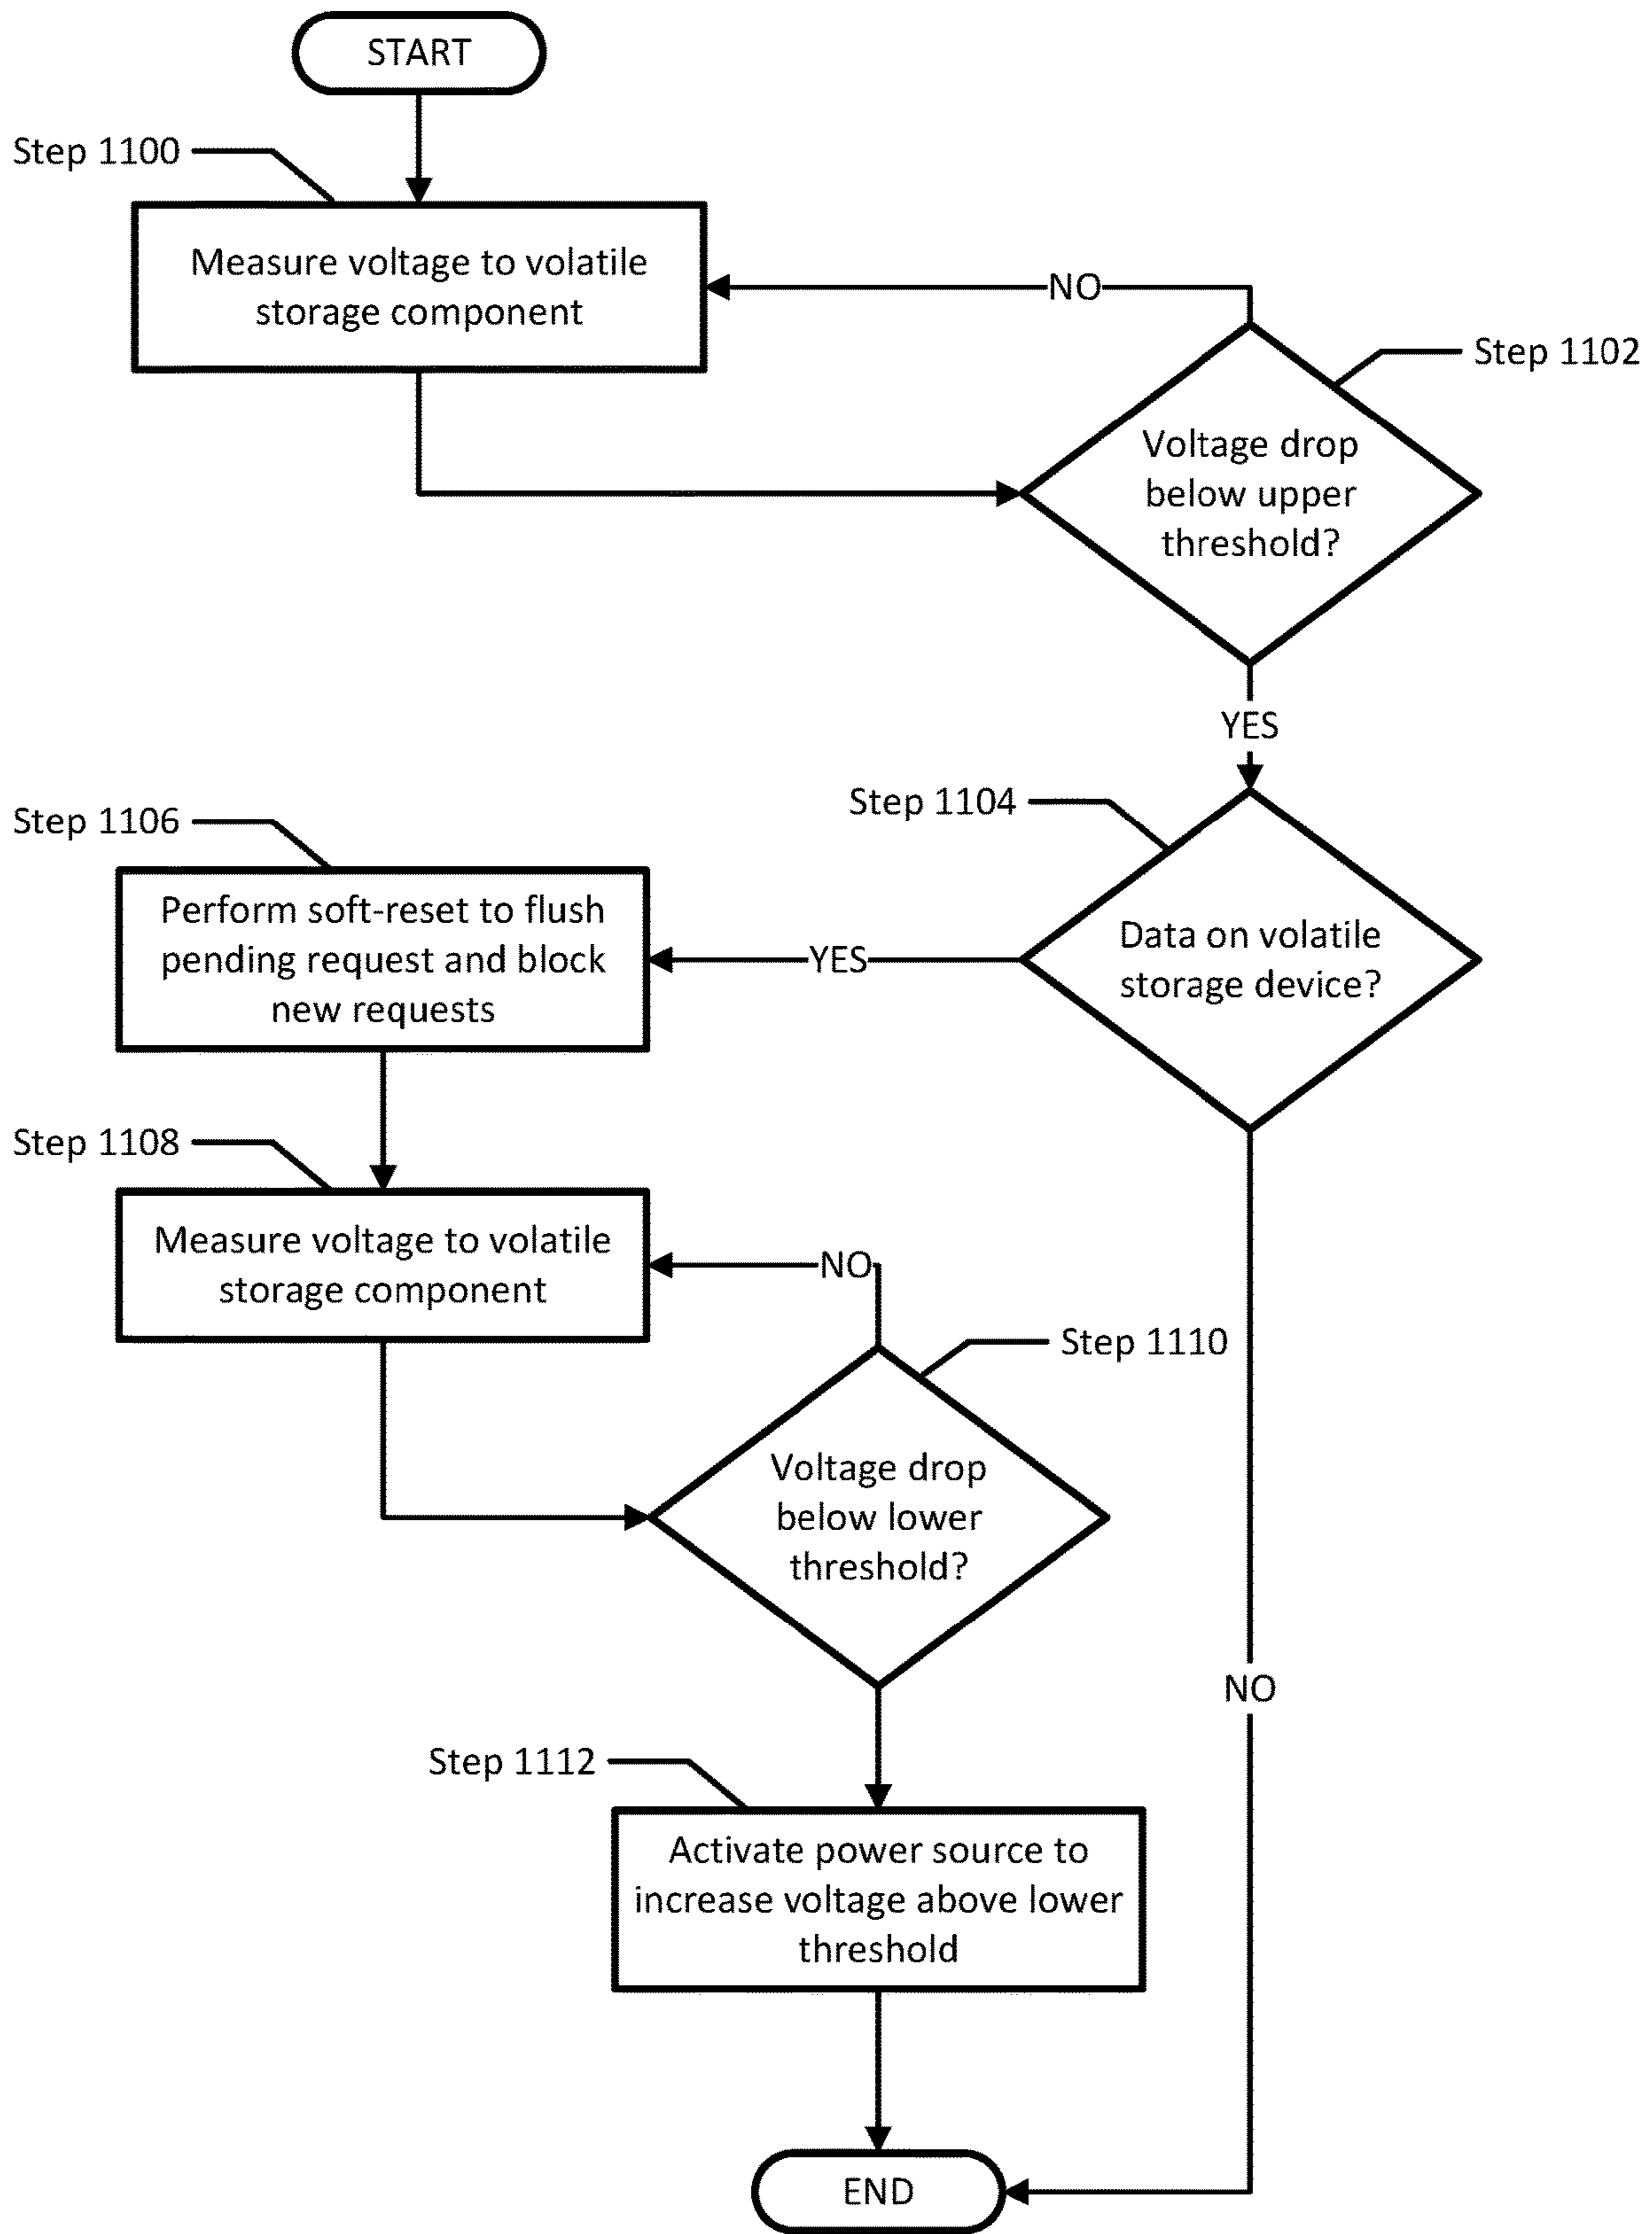 START
Step 1100
Measure voltage to volatile
storage component
NO
Step 1102
Voltage drop
below upper
threshold?
YES
Step 1104
Data on volatile
storage device?
YES
Step 1106
Perform soft-reset to flush
pending request and block
new requests
Step 1108
Measure voltage to volatile
storage component
NO
Step 1110
Voltage drop
below lower
threshold?
NO
Step 1112
Activate power source to
increase voltage above lower
threshold
END